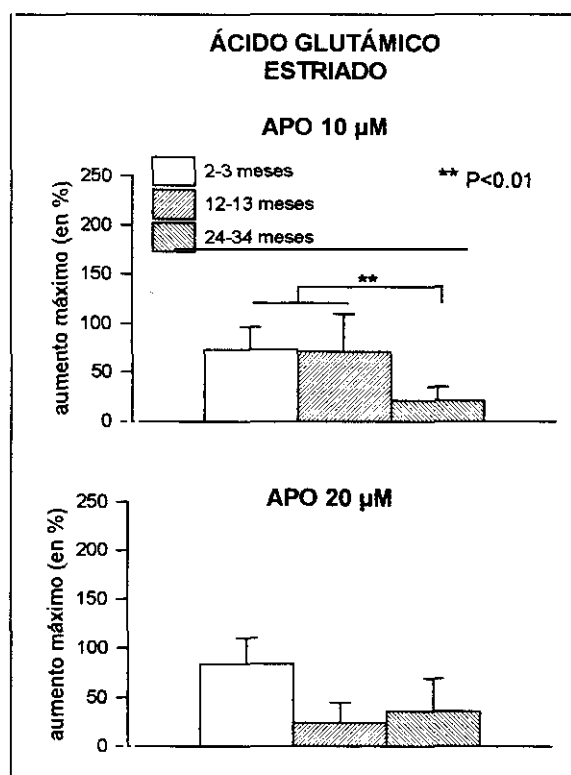 ÁCIDO GLUTÁMICO
ESTRIADO
APO 10 µM
aumento máximo (en %)
250
200
150
100
50
0
2-3 meses
12-13 meses
24-34 meses
** P<0.01
**
APO 20 µM
aumento máximo (en %)
250
200
150
100
50
0